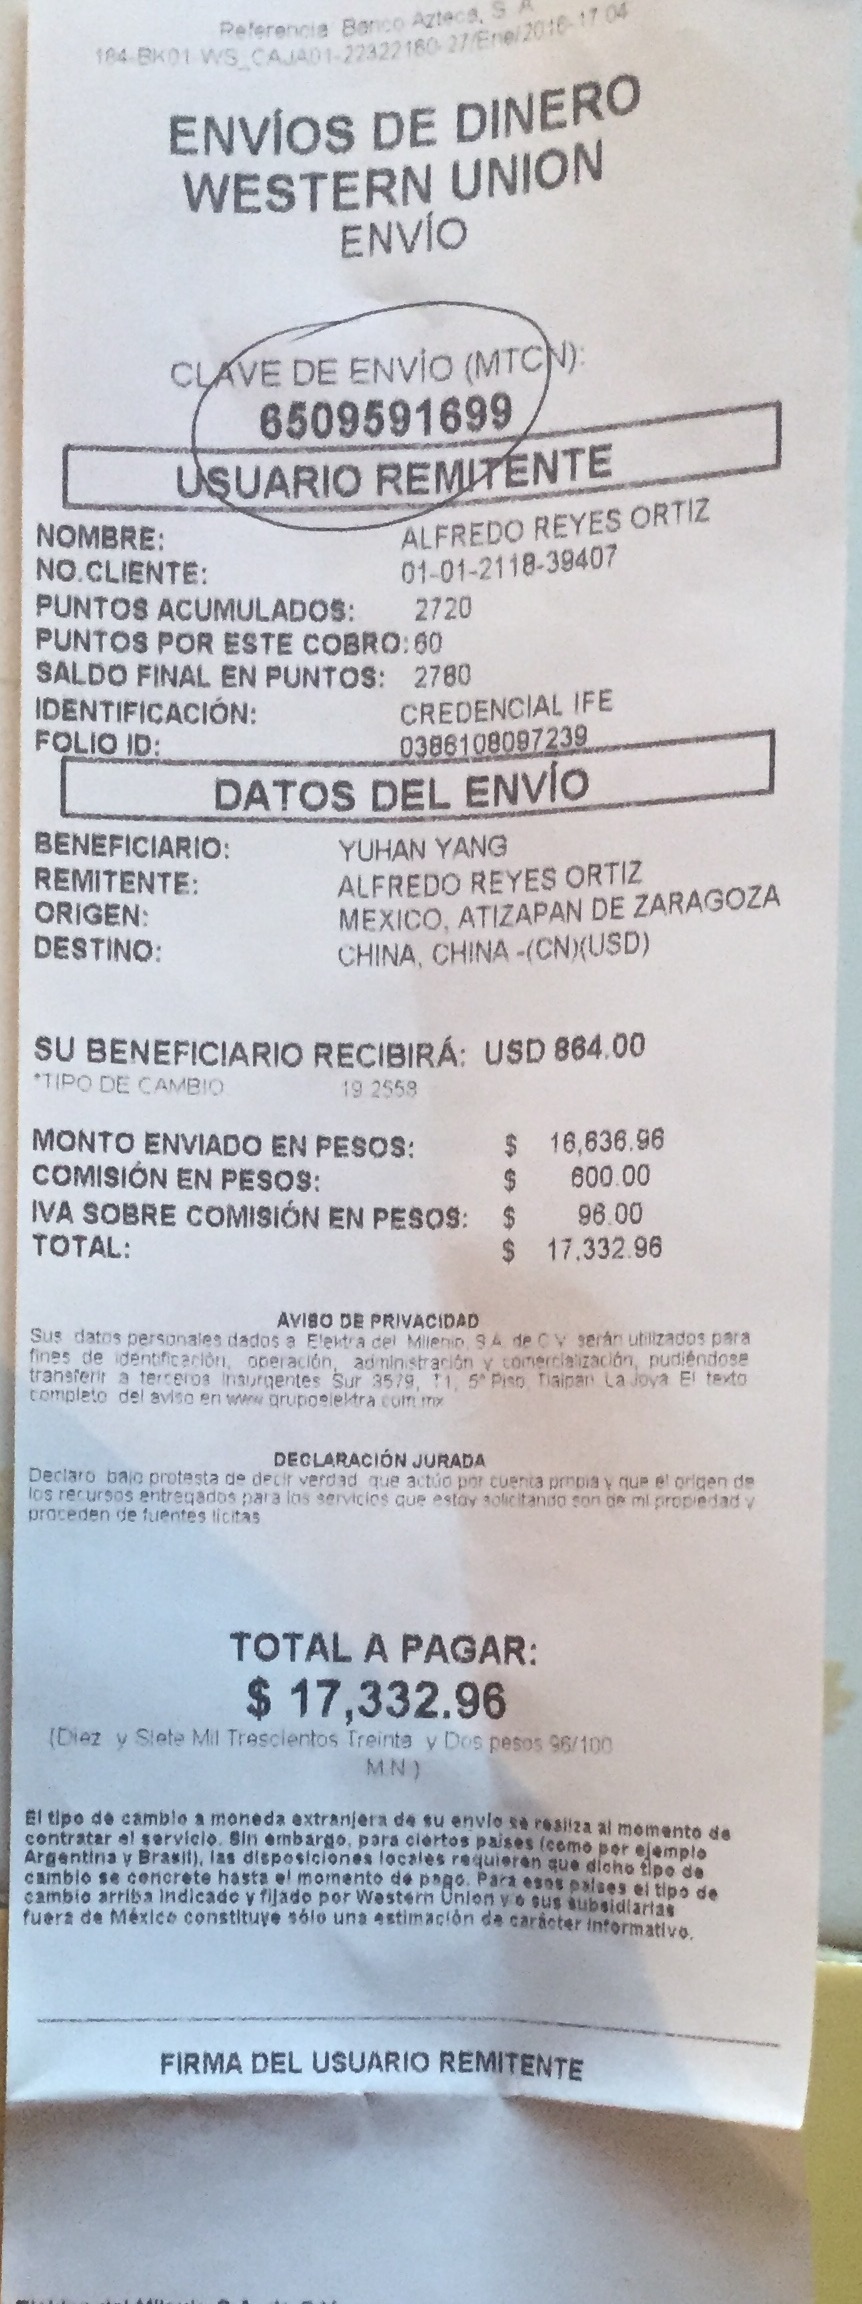 Referencia Banco Azteca, S. A
184-BK01-WS_CAJA01-22322180-27/Ene/2016-17:04
ENVÍOS DE DINERO
WESTERN UNION
ENVÍO
CLAVE DE ENVÍO (MTCN):
6509591699
USUARIO REMITENTE
NOMBRE: ALFREDO REYES ORTIZ
NO.CLIENTE: 01-01-2118-39407
PUNTOS ACUMULADOS: 2720
PUNTOS POR ESTE COBRO: 60
SALDO FINAL EN PUNTOS: 2780
IDENTIFICACIÓN: CREDENCIAL IFE
FOLIO ID: 0386108097239
DATOS DEL ENVÍO
BENEFICIARIO: YUHAN YANG
REMITENTE: ALFREDO REYES ORTIZ
ORIGEN: MEXICO, ATIZAPAN DE ZARAGOZA
DESTINO: CHINA, CHINA -(CN)(USD)
SU BENEFICIARIO RECIBIRÁ: USD 864.00
*TIPO DE CAMBIO 19.2558
MONTO ENVIADO EN PESOS: $ 16,636.96
COMISIÓN EN PESOS: $ 600.00
IVA SOBRE COMISIÓN EN PESOS: $ 96.00
TOTAL: $ 17,332.96
AVISO DE PRIVACIDAD
Sus datos personales dados a Elektra del Milenio, S.A. de C.V. serán utilizados para
fines de identificación, operación, administración y comercialización, pudiéndose
transferir a terceros Insurgentes Sur 3579, T1, 5° Piso, Tlalpan La Joya. El texto
completo del aviso en www.grupoelektra.com.mx
DECLARACIÓN JURADA
Declaro bajo protesta de decir verdad que actúo por cuenta propia y que el origen de
los recursos entregados para los servicios que estoy solicitando son de mi propiedad y
proceden de fuentes lícitas
TOTAL A PAGAR:
$ 17,332.96
(Diez y Siete Mil Trescientos Treinta y Dos pesos 96/100
M.N.)
El tipo de cambio a moneda extranjera de su envío se realiza al momento de
contratar el servicio. Sin embargo, para ciertos países (como por ejemplo
Argentina y Brasil), las disposiciones locales requieren que dicho tipo de
cambio se concrete hasta el momento de pago. Para esos países el tipo de
cambio arriba indicado y fijado por Western Union y/o sus subsidiarias
fuera de México constituye sólo una estimación de carácter informativo.
FIRMA DEL USUARIO REMITENTE